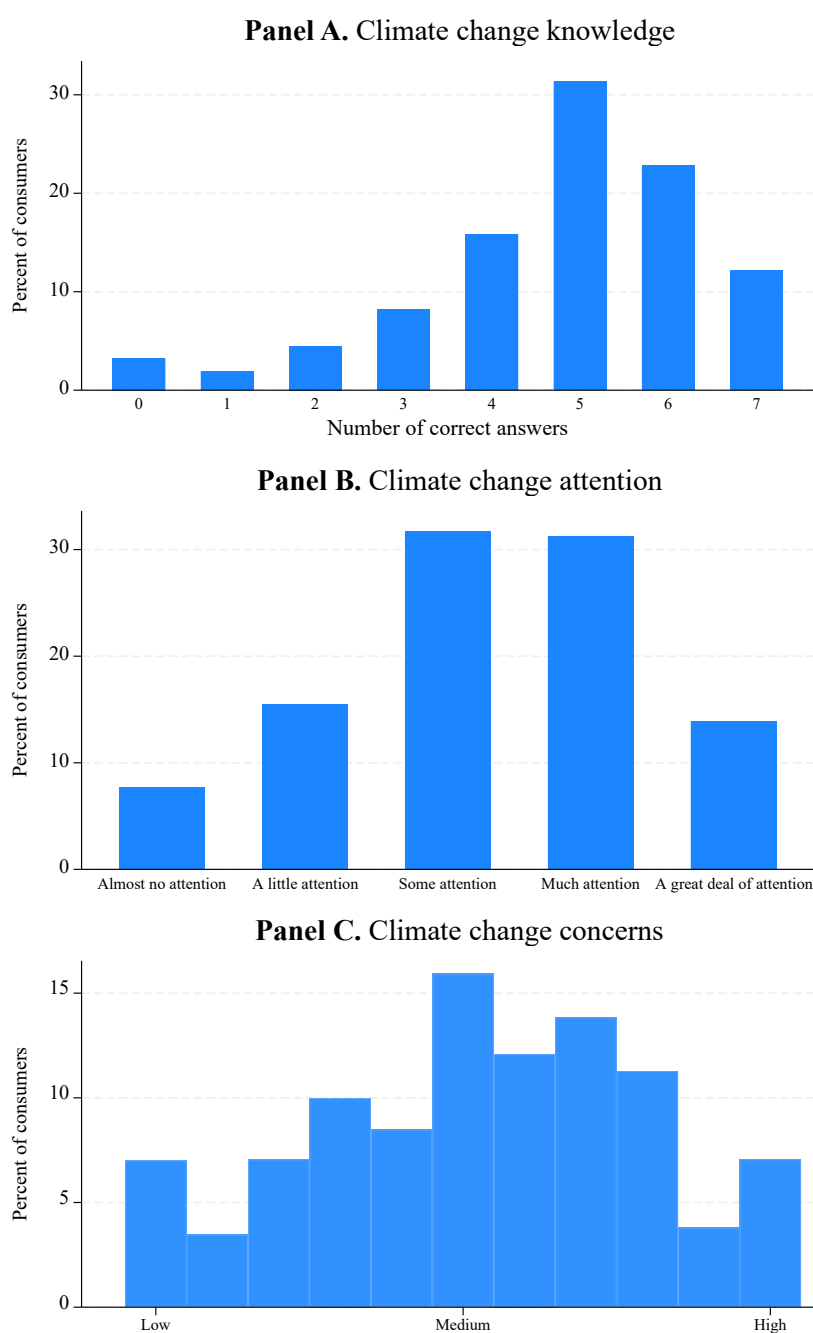 Panel A. Climate change knowledge
Percent of consumers
30
20
10
0
0 1 2 3 4 5 6 7
Number of correct answers
Panel B. Climate change attention
Percent of consumers
30
20
10
0
Almost no attention A little attention Some attention Much attention A great deal of attention
Panel C. Climate change concerns
Percent of consumers
15
10
5
0
Low Medium High